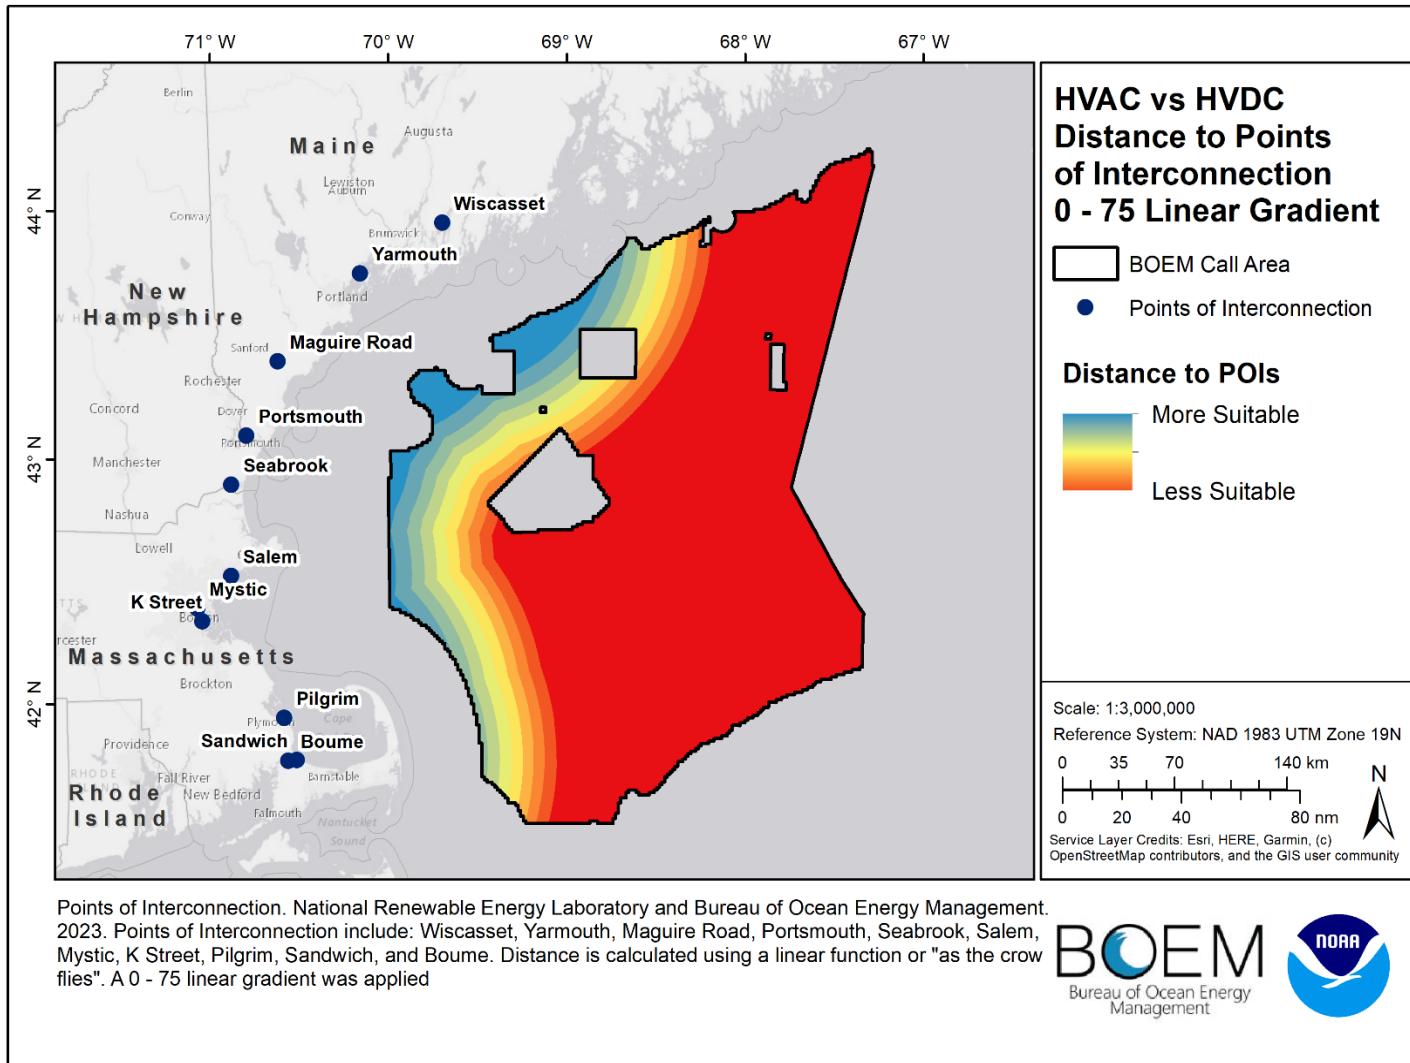 71° W
70° W
69° W
68° W
67° W
44° N
43° N
42° N
Berlin
Augusta
Maine
Lewiston
Auburn
Conway
Wiscasset
Brunswick
Yarmouth
Portland
New
Hampshire
Sanford
Maguire Road
Rochester
Concord
Dover
Portsmouth
Portsmouth
Manchester
Seabrook
Nashua
Lowell
Salem
Mystic
K Street
Massachusetts
Brockton
Pilgrim
Plymouth
Cape
Providence
Sandwich
Boume
Barnstable
Fall River
New Bedford
Rhode
Island
Falmouth
Nantucket
Sound
HVAC vs HVDC
Distance to Points
of Interconnection
0 - 75 Linear Gradient
BOEM Call Area
Points of Interconnection
Distance to POIs
More Suitable
Less Suitable
Scale: 1:3,000,000
Reference System: NAD 1983 UTM Zone 19N
0 35 70 140 km
N
0 20 40 80 nm
Service Layer Credits: Esri, HERE, Garmin, (c)
OpenStreetMap contributors, and the GIS user community
Points of Interconnection. National Renewable Energy Laboratory and Bureau of Ocean Energy Management.
2023. Points of Interconnection include: Wiscasset, Yarmouth, Maguire Road, Portsmouth, Seabrook, Salem,
Mystic, K Street, Pilgrim, Sandwich, and Boume. Distance is calculated using a linear function or "as the crow
flies". A 0 - 75 linear gradient was applied
BOEM
Bureau of Ocean Energy
Management
NOAA